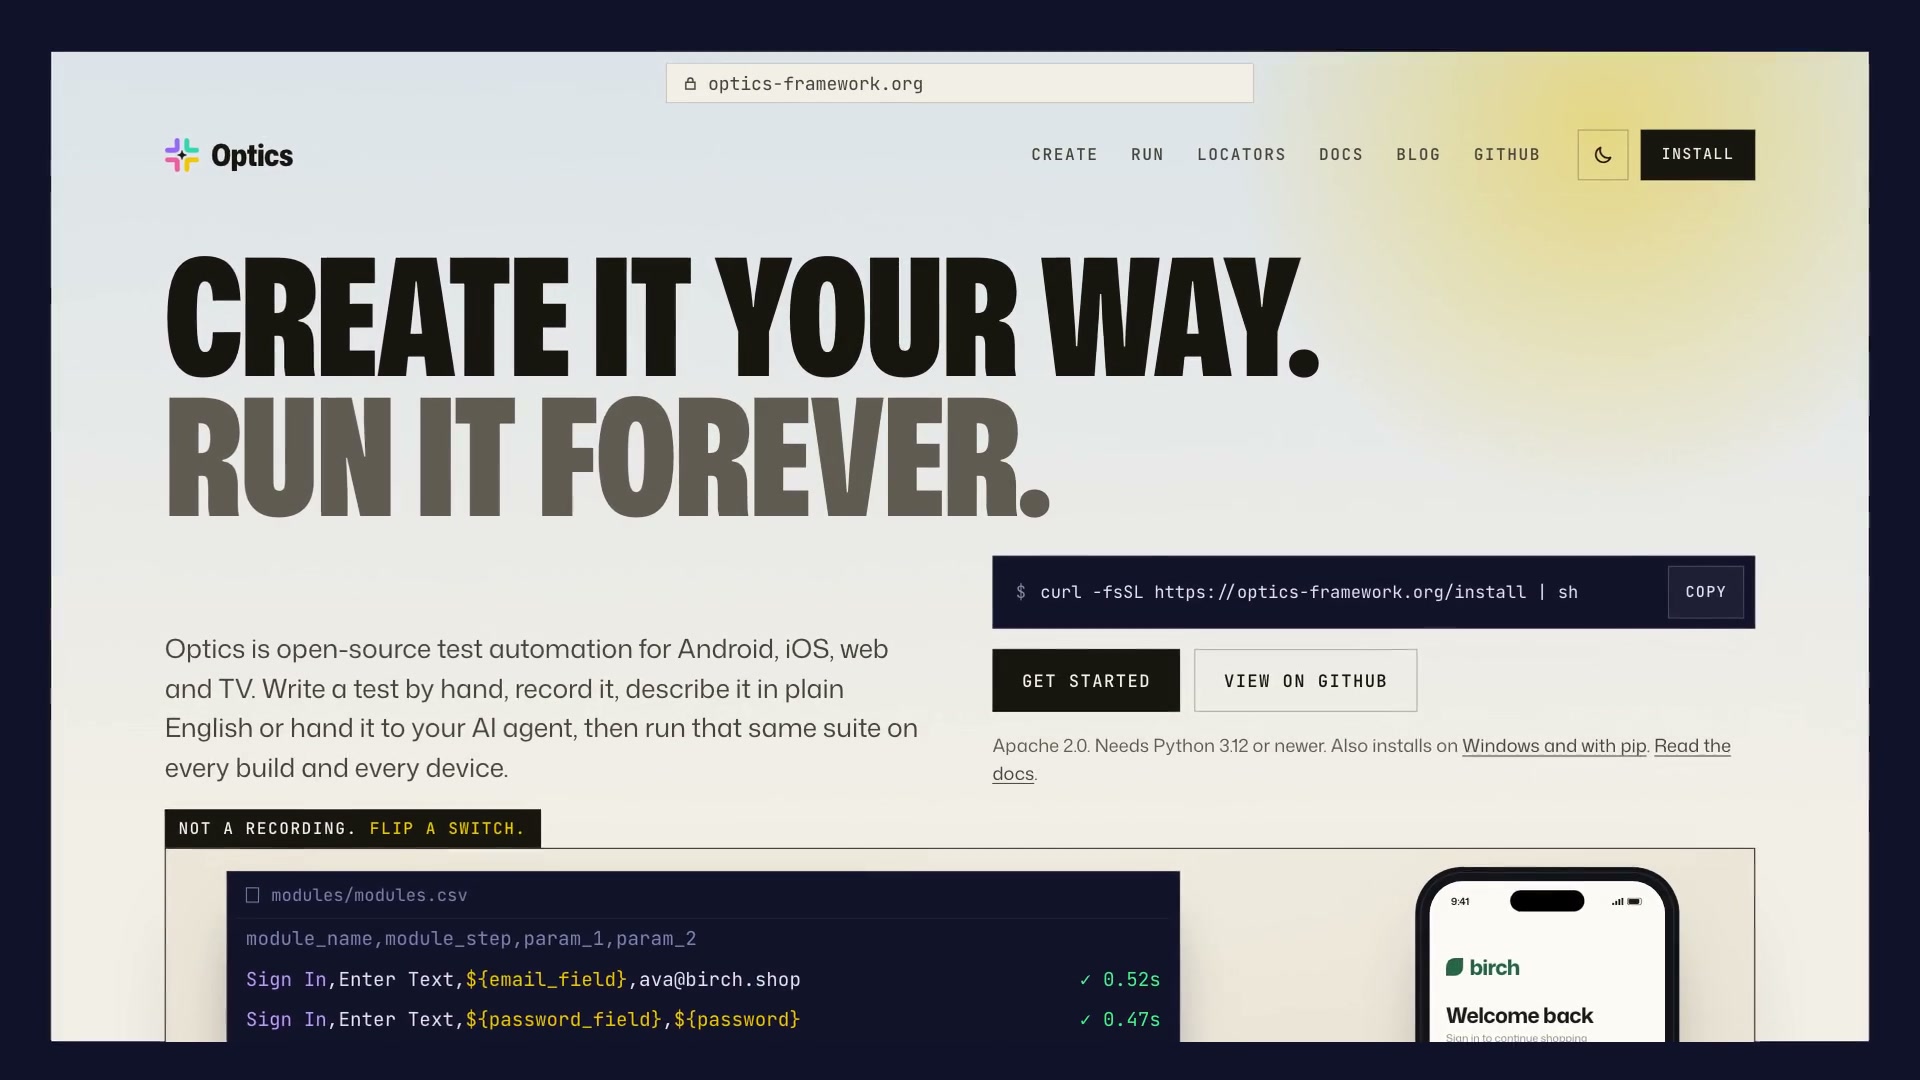 optics-framework.org
Optics
CREATE RUN LOCATORS DOCS BLOG GITHUB INSTALL
CREATE IT YOUR WAY.
RUN IT FOREVER.
$ curl -fsSL https://optics-framework.org/install | sh COPY
Optics is open-source test automation for Android, iOS, web
and TV. Write a test by hand, record it, describe it in plain
English or hand it to your AI agent, then run that same suite on
every build and every device.
GET STARTED VIEW ON GITHUB
Apache 2.0. Needs Python 3.12 or newer. Also installs on Windows and with pip. Read the
docs.
NOT A RECORDING. FLIP A SWITCH.
modules/modules.csv
module_name,module_step,param_1,param_2
Sign In,Enter Text,${email_field},ava@birch.shop ✓ 0.52s
Sign In,Enter Text,${password_field},${password} ✓ 0.47s
9:41
birch
Welcome back
Sign in to continue shopping